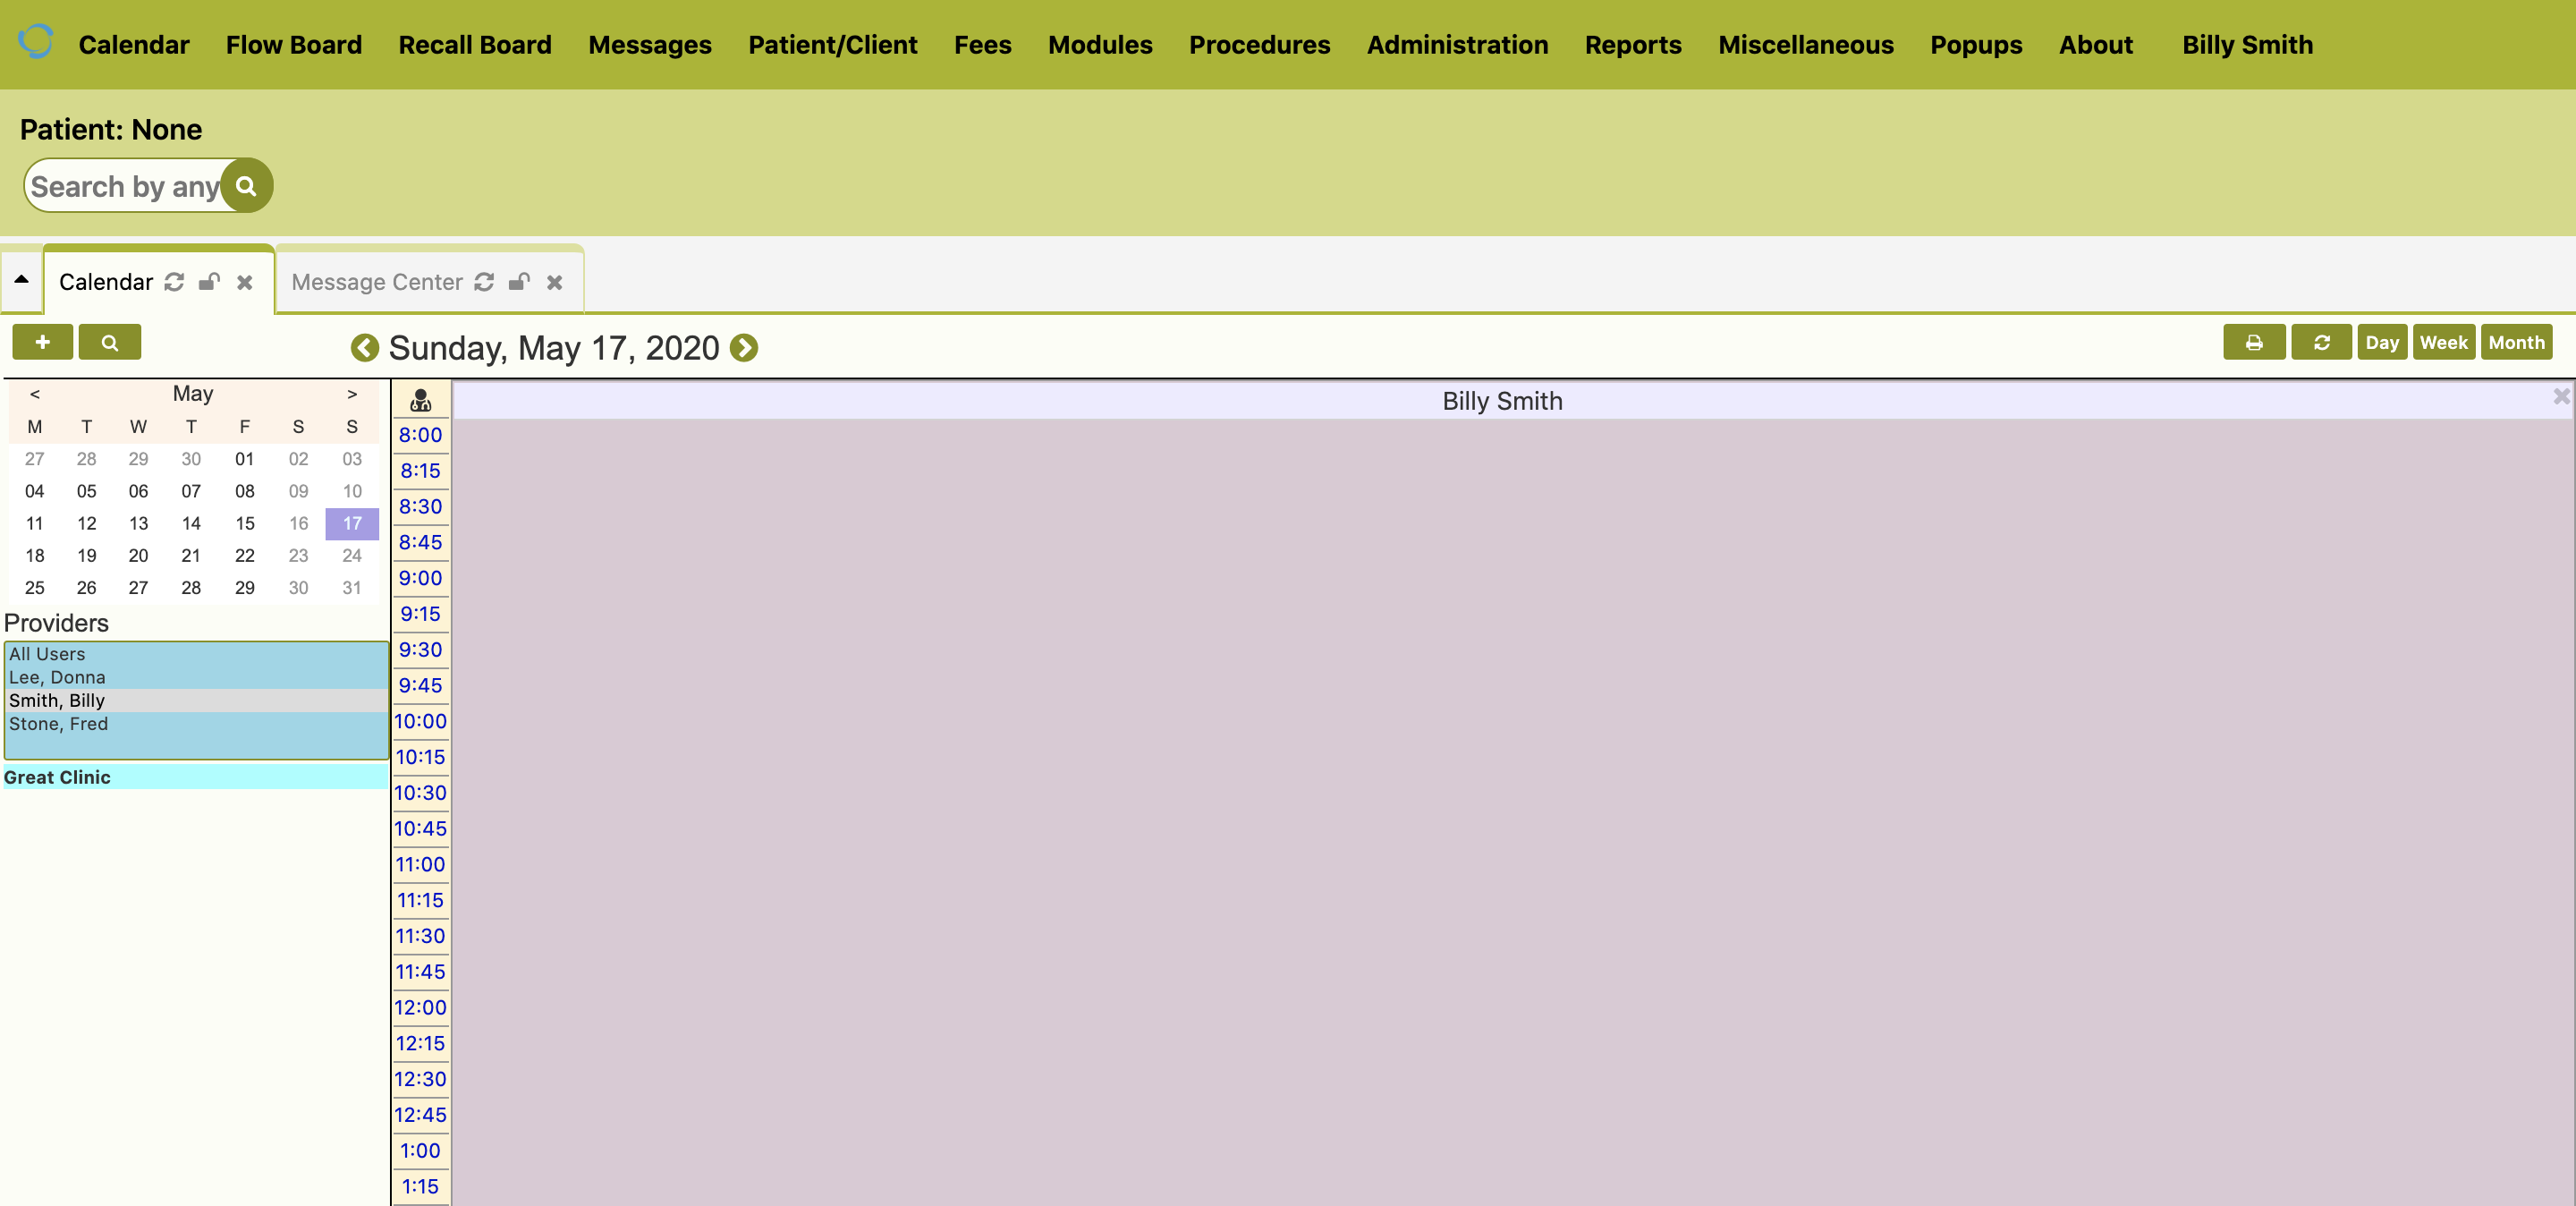 Calendar Flow Board Recall Board Messages Patient/Client Fees Modules Procedures Administration Reports Miscellaneous Popups About Billy Smith
Patient: None
Search by any
Calendar Message Center
Sunday, May 17, 2020
Day Week Month
< May >
M T W T F S S
27 28 29 30 01 02 03
04 05 06 07 08 09 10
11 12 13 14 15 16 17
18 19 20 21 22 23 24
25 26 27 28 29 30 31
Providers
All Users
Lee, Donna
Smith, Billy
Stone, Fred
Great Clinic
Billy Smith
8:00
8:15
8:30
8:45
9:00
9:15
9:30
9:45
10:00
10:15
10:30
10:45
11:00
11:15
11:30
11:45
12:00
12:15
12:30
12:45
1:00
1:15